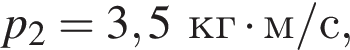 p₂ = 3,5 кг · м/с,